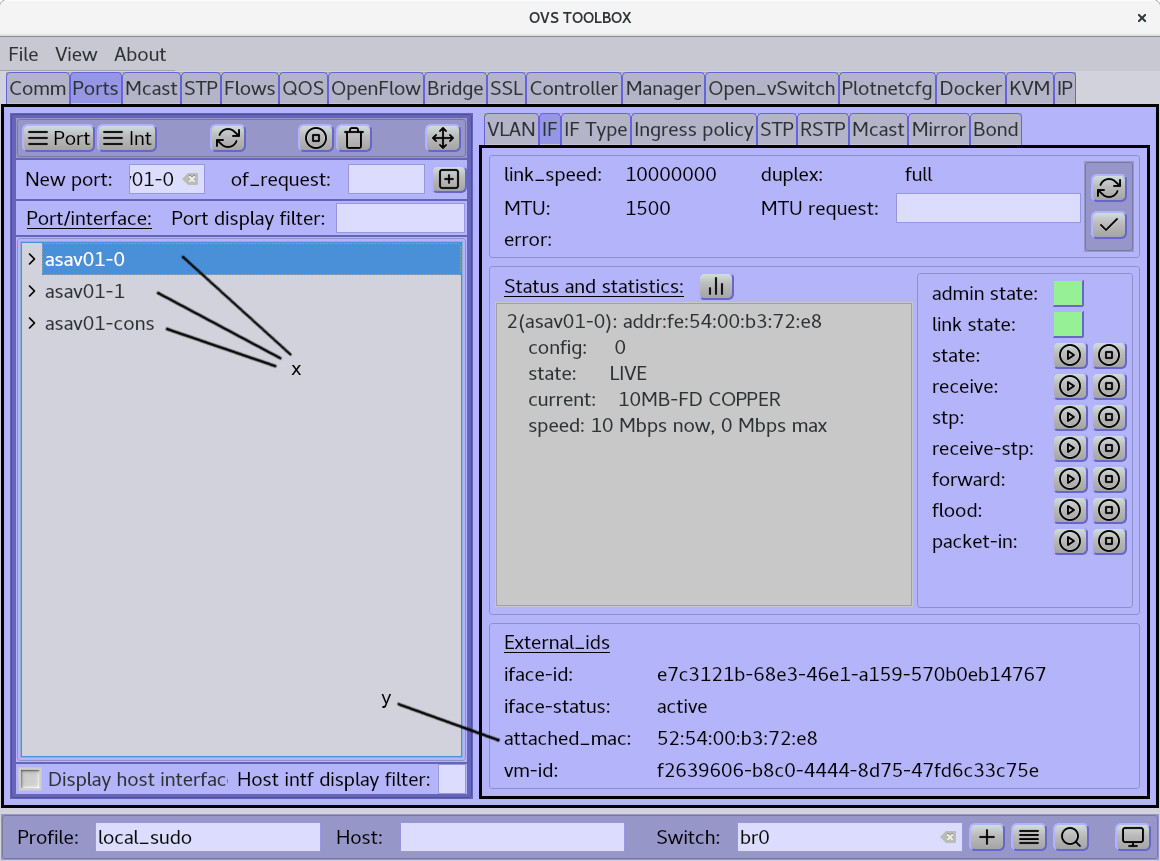 OVS TOOLBOX ×
File View About
Comm Ports Mcast STP Flows QOS OpenFlow Bridge SSL Controller Manager Open_vSwitch Plotnetcfg Docker KVM IP
Port Int
New port: 01-0 of_request:
Port/interface: Port display filter:
asav01-0
asav01-1
asav01-cons
x
y
Display host interfac Host intf display filter:
VLAN IF IF Type Ingress policy STP RSTP Mcast Mirror Bond
link_speed: 10000000 duplex: full
MTU: 1500 MTU request:
error:
Status and statistics:
2(asav01-0): addr:fe:54:00:b3:72:e8
config: 0
state: LIVE
current: 10MB-FD COPPER
speed: 10 Mbps now, 0 Mbps max
admin state:
link state:
state:
receive:
stp:
receive-stp:
forward:
flood:
packet-in:
External_ids
iface-id: e7c3121b-68e3-46e1-a159-570b0eb14767
iface-status: active
attached_mac: 52:54:00:b3:72:e8
vm-id: f2639606-b8c0-4444-8d75-47fd6c33c75e
Profile: local_sudo Host: Switch: br0